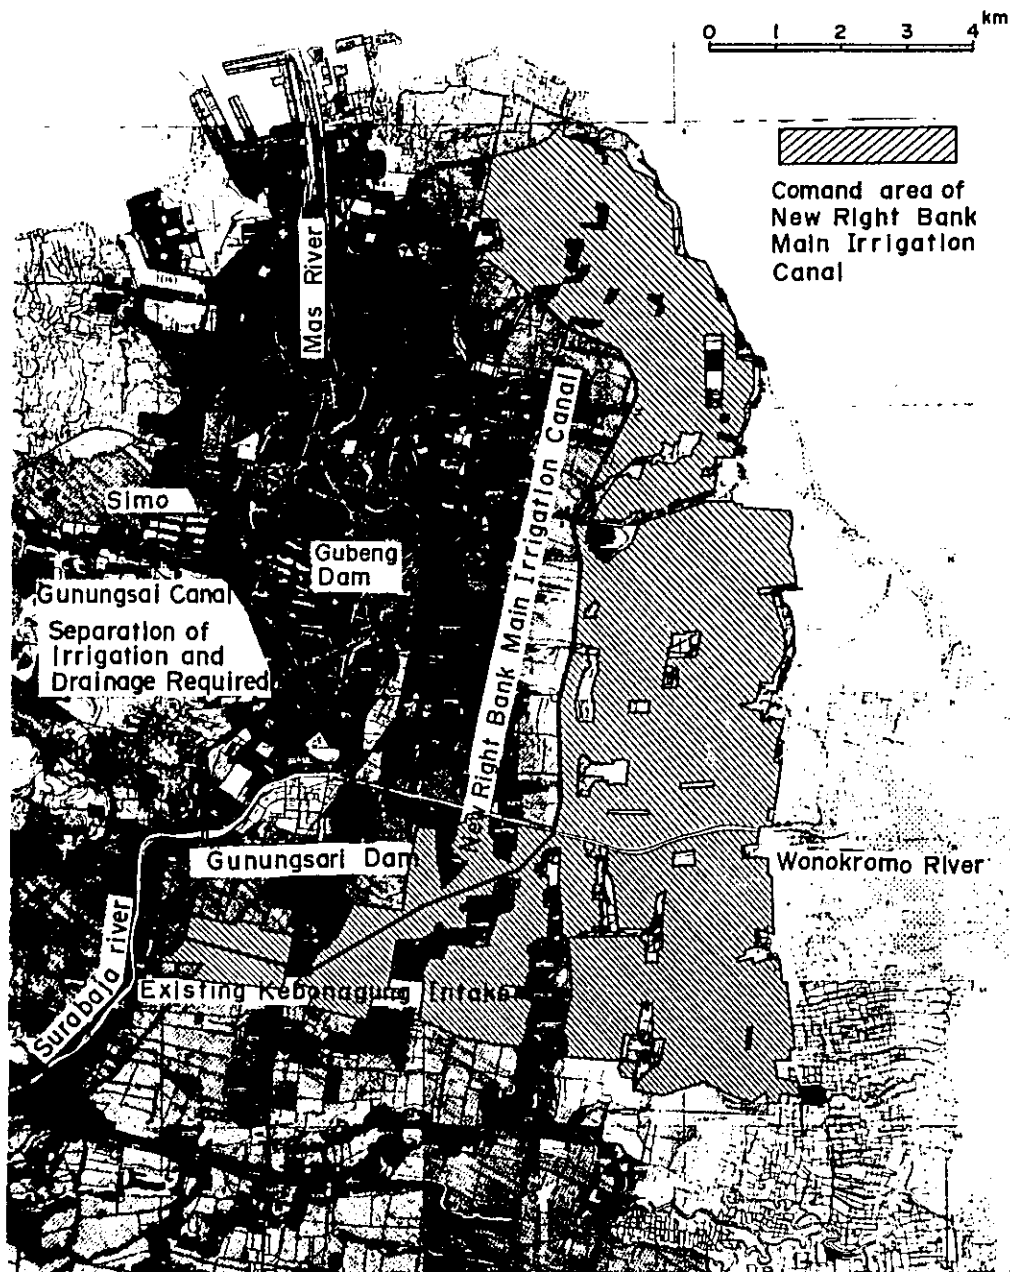 km
0 1 2 3 4
Comand area of
New Right Bank
Main Irrigation
Canal
Mas River
New Right Bank Main Irrigation Canal
Simo
Gubeng
Dam
Gunungsai Canal
Separation of
Irrigation and
Drainage Required
Gunungsari Dam
Wonokromo River
Surabaja river
Existing Kebonagung Intake